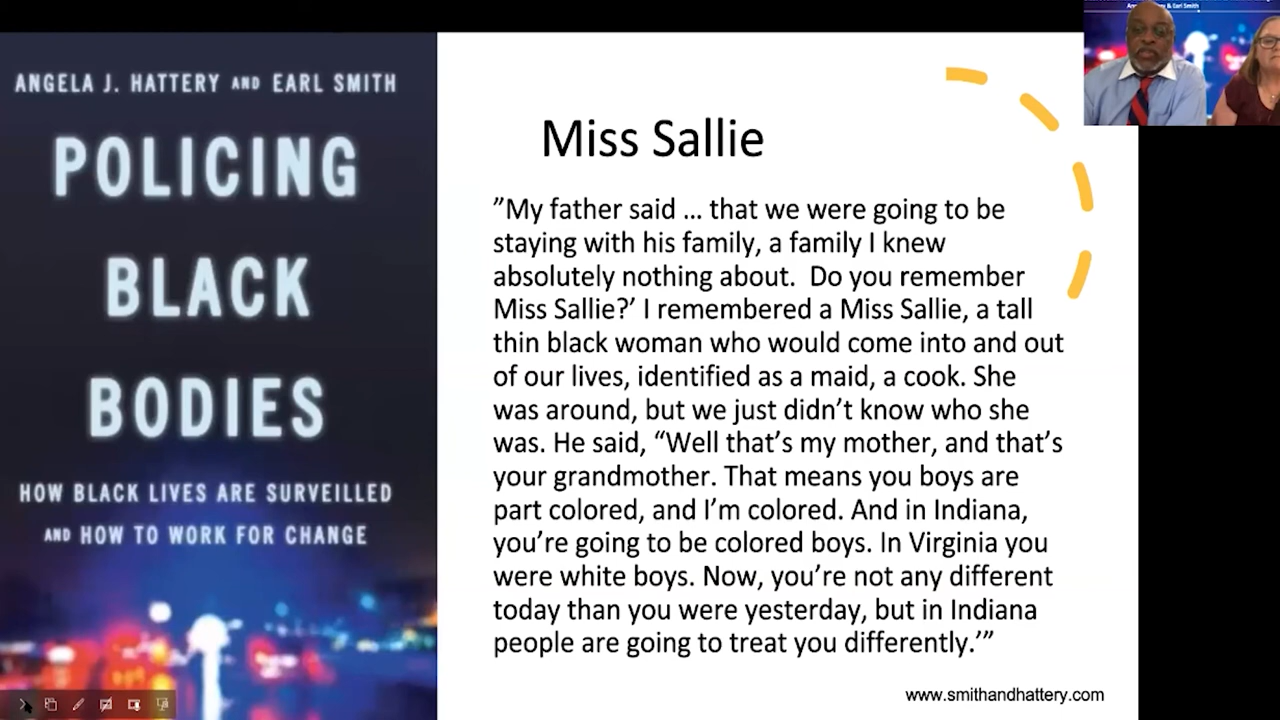 ANGELA J. HATTERY AND EARL SMITH
POLICING
BLACK
BODIES
HOW BLACK LIVES ARE SURVEILLED
AND HOW TO WORK FOR CHANGE
Miss Sallie
”My father said … that we were going to be
staying with his family, a family I knew
absolutely nothing about.  Do you remember
Miss Sallie?’ I remembered a Miss Sallie, a tall
thin black woman who would come into and out
of our lives, identified as a maid, a cook. She
was around, but we just didn’t know who she
was. He said, “Well that’s my mother, and that’s
your grandmother. That means you boys are
part colored, and I’m colored. And in Indiana,
you’re going to be colored boys. In Virginia you
were white boys. Now, you’re not any different
today than you were yesterday, but in Indiana
people are going to treat you differently.’”
www.smithandhattery.com
& Earl Smith